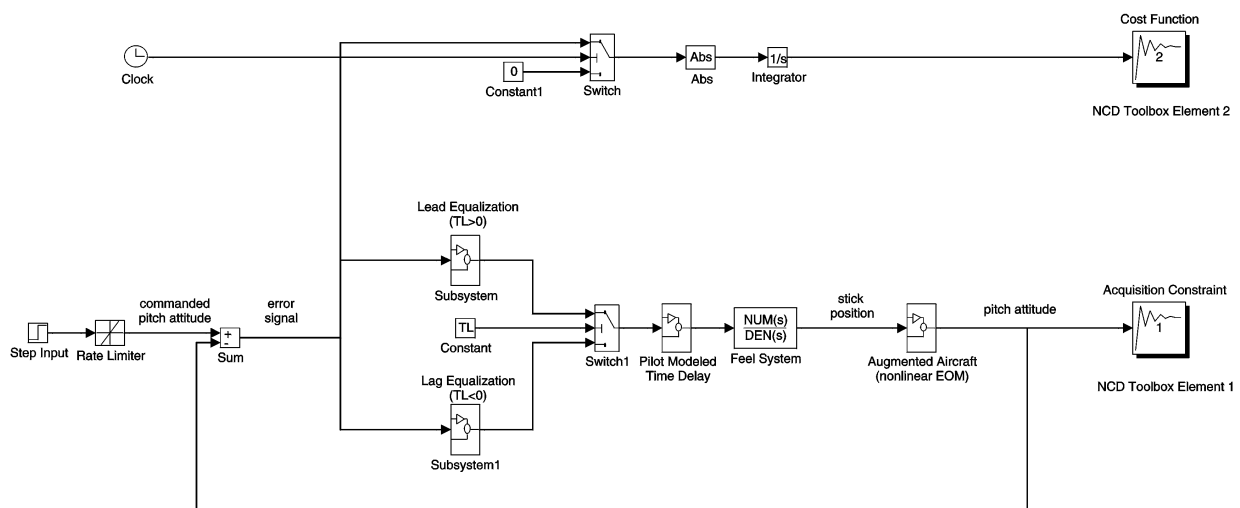 Cost Function
2
NCD Toolbox Element 2
Clock
0
Constant1
Switch
Abs
Abs
1/s
Integrator
Lead Equalization
(TL>0)
Subsystem
Step Input
Rate Limiter
commanded
pitch attitude
+
-
Sum
error
signal
TL
Constant
Lag Equalization
(TL<0)
Subsystem1
Switch1
Pilot Modeled
Time Delay
NUM(s)
DEN(s)
Feel System
stick
position
Augmented Aircraft
(nonlinear EOM)
pitch attitude
Acquisition Constraint
1
NCD Toolbox Element 1